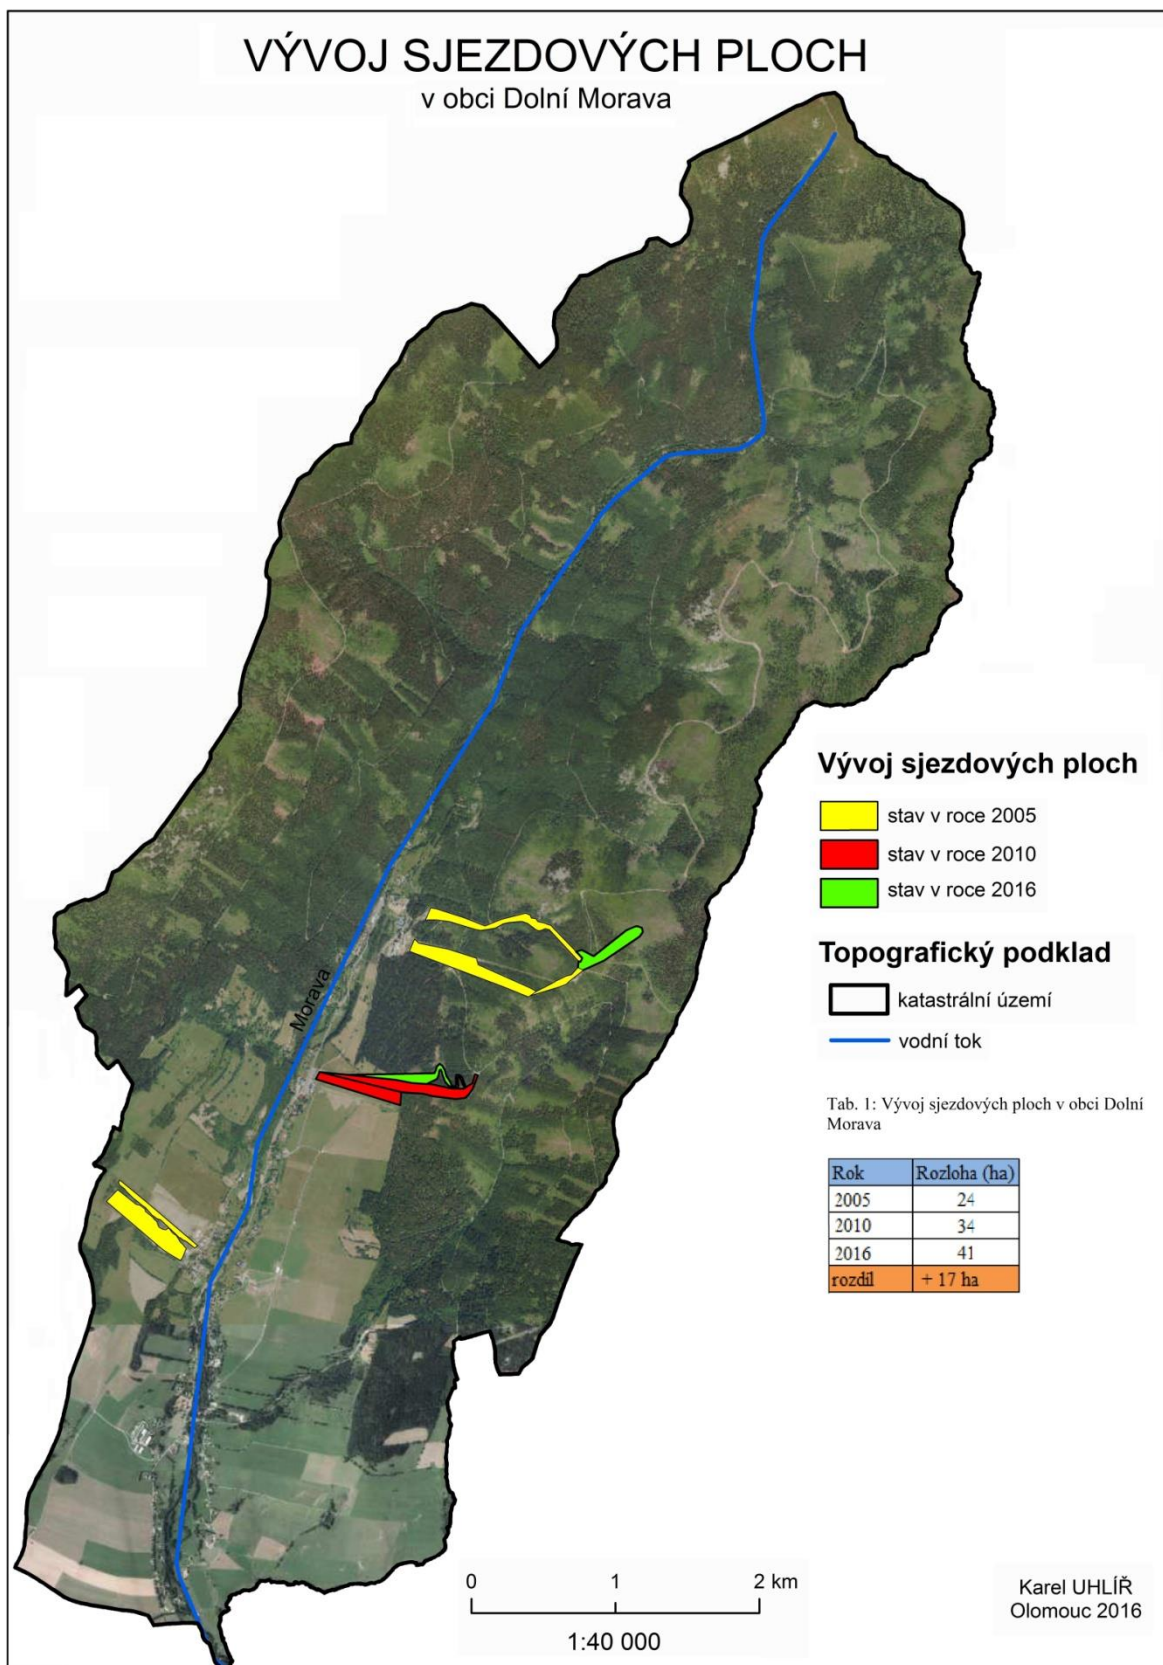 VÝVOJ SJEZDOVÝCH PLOCH
v obci Dolní Morava
Morava
Vývoj sjezdových ploch
stav v roce 2005
stav v roce 2010
stav v roce 2016
Topografický podklad
katastrální území
vodní tok
Tab. 1: Vývoj sjezdových ploch v obci Dolní
Morava
Rok Rozloha (ha)
2005 24
2010 34
2016 41
rozdíl + 17 ha
0 1 2 km
1:40 000
Karel UHLÍŘ
Olomouc 2016